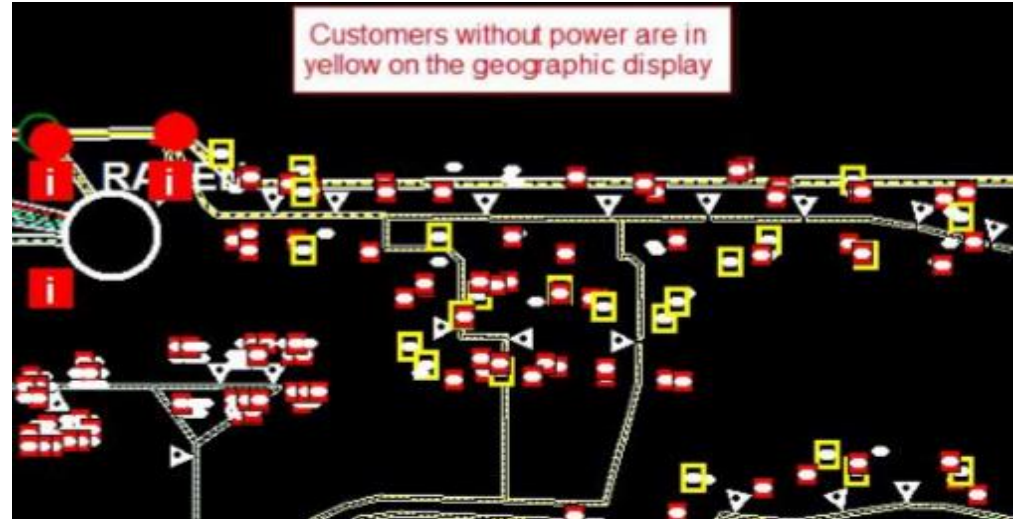 Customers without power are in
yellow on the geographic display
i
i
i